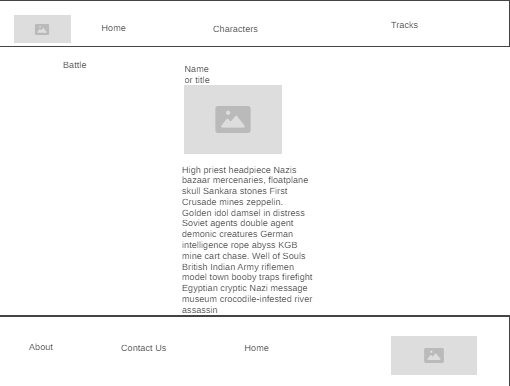 Home
Characters
Tracks
Battle
Name
or title
High priest headpiece Nazis
bazaar mercenaries, floatplane
skull Sankara stones First
Crusade mines zeppelin.
Golden idol damsel in distress
Soviet agents double agent
demonic creatures German
intelligence rope abyss KGB
mine cart chase. Well of Souls
British Indian Army riflemen
model town booby traps firefight
Egyptian cryptic Nazi message
museum crocodile-infested river
assassin
About
Contact Us
Home